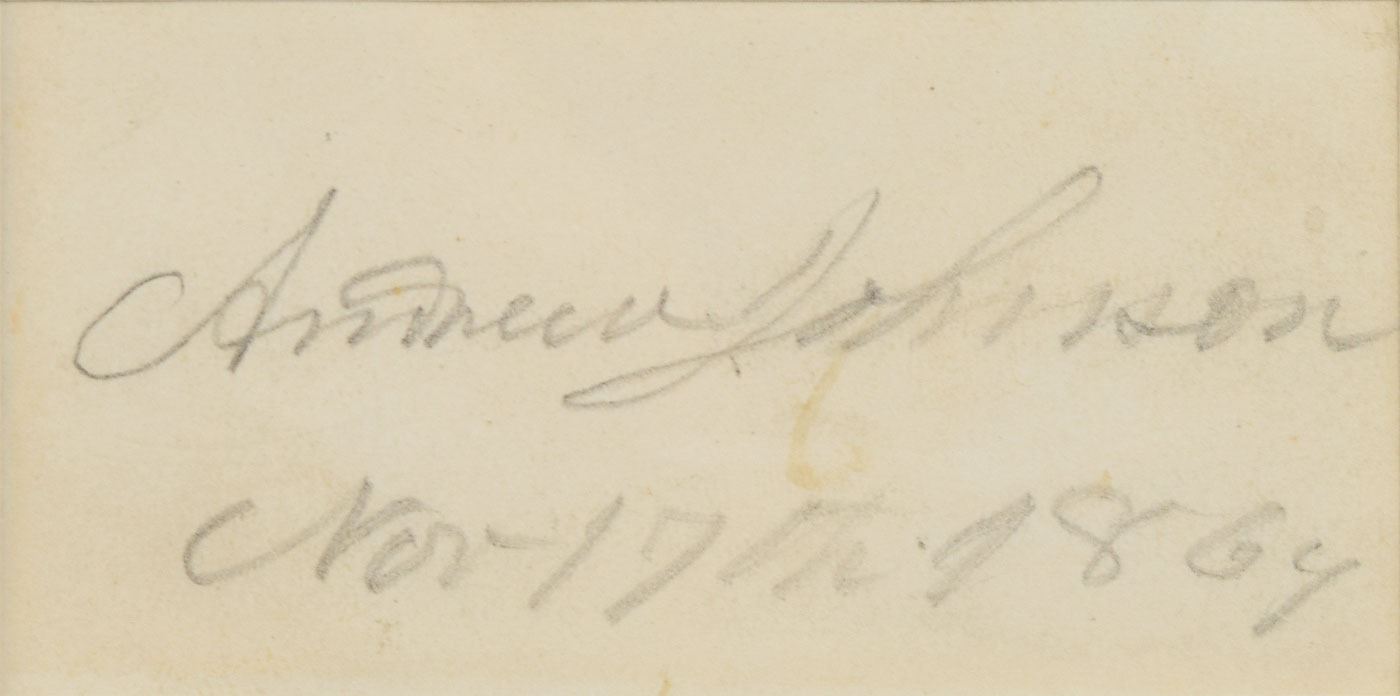 Andrew Johnson
Nov 17th 1864